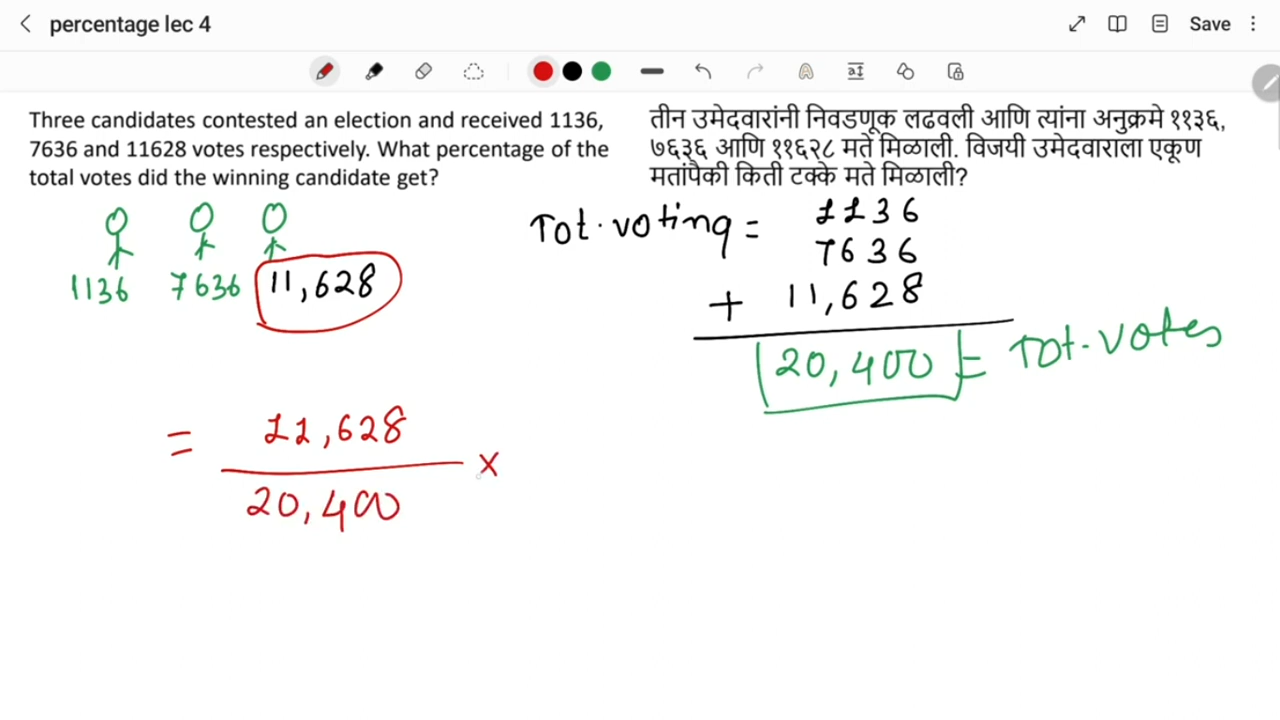 percentage lec 4
Save
Three candidates contested an election and received 1136,
7636 and 11628 votes respectively. What percentage of the
total votes did the winning candidate get?
तीन उमेदवारांनी निवडणूक लढवली आणि त्यांना अनुक्रमे ११३६,
७६३६ आणि ११६२८ मते मिळाली. विजयी उमेदवाराला एकूण
मतांपैकी किती टक्के मते मिळाली?
1136 7636 11,628
Tot. voting = 1136
7636
+ 11,628
20,400 = Tot. votes
= 11,628
20,400 ×